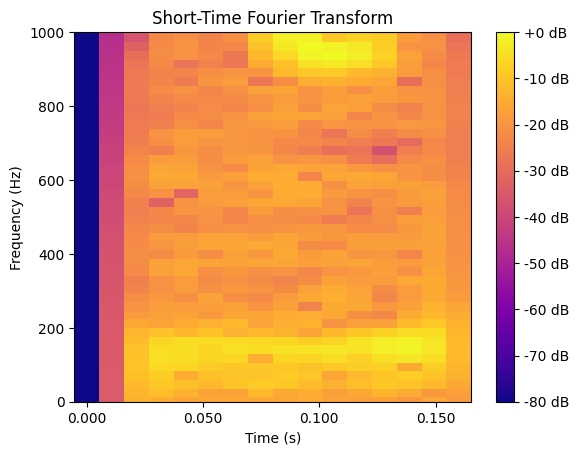 Short-Time Fourier Transform
1000
800
600
400
200
0
Frequency (Hz)
0.000
0.050
0.100
0.150
Time (s)
+0 dB
-10 dB
-20 dB
-30 dB
-40 dB
-50 dB
-60 dB
-70 dB
-80 dB